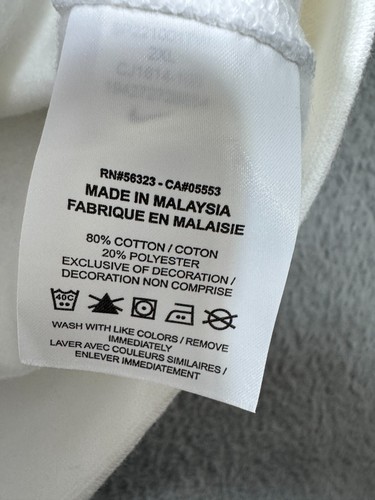 2XL
RN#56323 - CA#05553
MADE IN MALAYSIA
FABRIQUE EN MALAISIE
80% COTTON / COTON
20% POLYESTER
EXCLUSIVE OF DECORATION /
DECORATION NON COMPRISE
40C
WASH WITH LIKE COLORS / REMOVE
IMMEDIATELY
LAVER AVEC COULEURS SIMILAIRES /
ENLEVER IMMEDIATEMENT